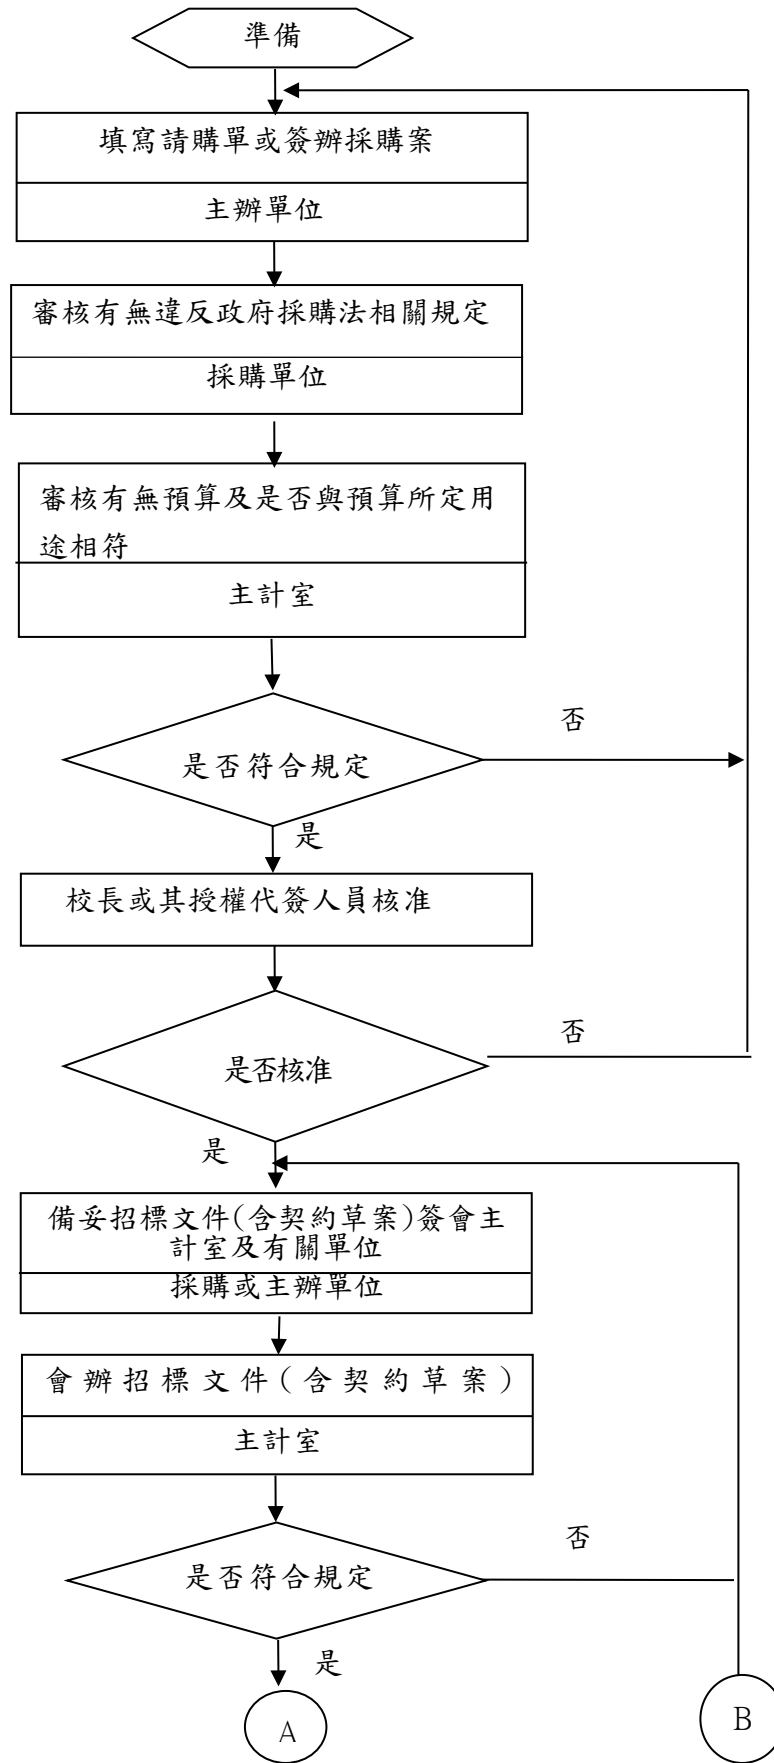 準備
填寫請購單或簽辦採購案
主辦單位
審核有無違反政府採購法相關規定
採購單位
審核有無預算及是否與預算所定用
途相符
主計室
否
是否符合規定
是
校長或其授權代簽人員核准
否
是否核准
是
備妥招標文件(含契約草案)簽會主
計室及有關單位
採購或主辦單位
會辦招標文件(含契約草案)
主計室
否
是否符合規定
是
A
B